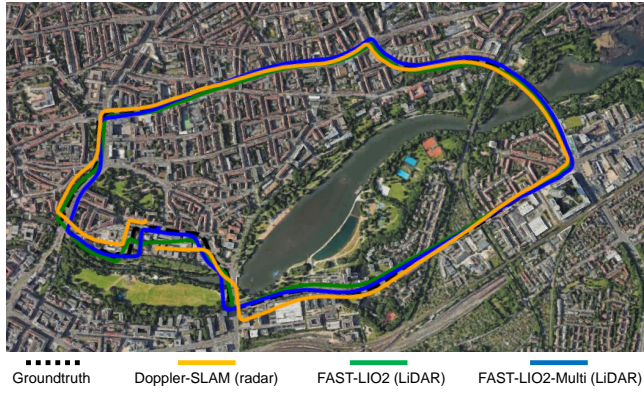 Groundtruth
Doppler-SLAM (radar)
FAST-LIO2 (LiDAR)
FAST-LIO2-Multi (LiDAR)